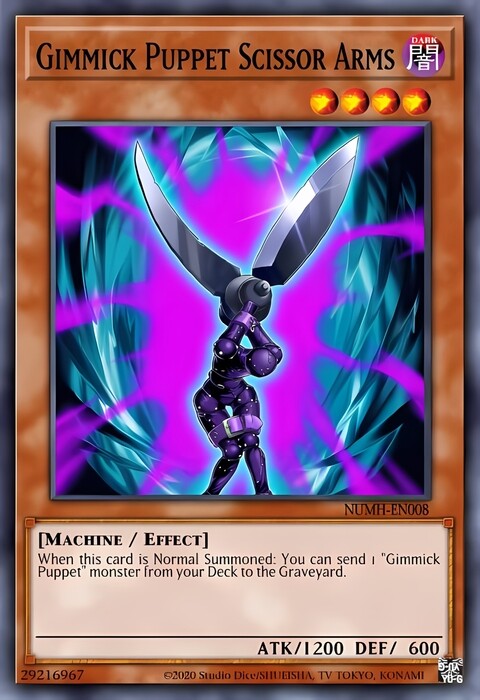 Gimmick Puppet Scissor Arms
DARK
闇
NUMH-EN008
[Machine / Effect]
When this card is Normal Summoned: You can send 1 "Gimmick
Puppet" monster from your Deck to the Graveyard.
ATK/1200 DEF/ 600
29216967
©2020 Studio Dice/SHUEISHA, TV TOKYO, KONAMI